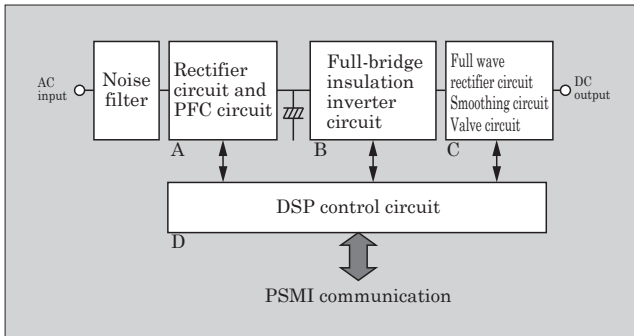 AC
input
Noise
filter
Rectifier
circuit and
PFC circuit
A
Full-bridge
insulation
inverter
circuit
B
Full wave
rectifier circuit
Smoothing circuit
Valve circuit
C
DC
output
DSP control circuit
D
PSMI communication